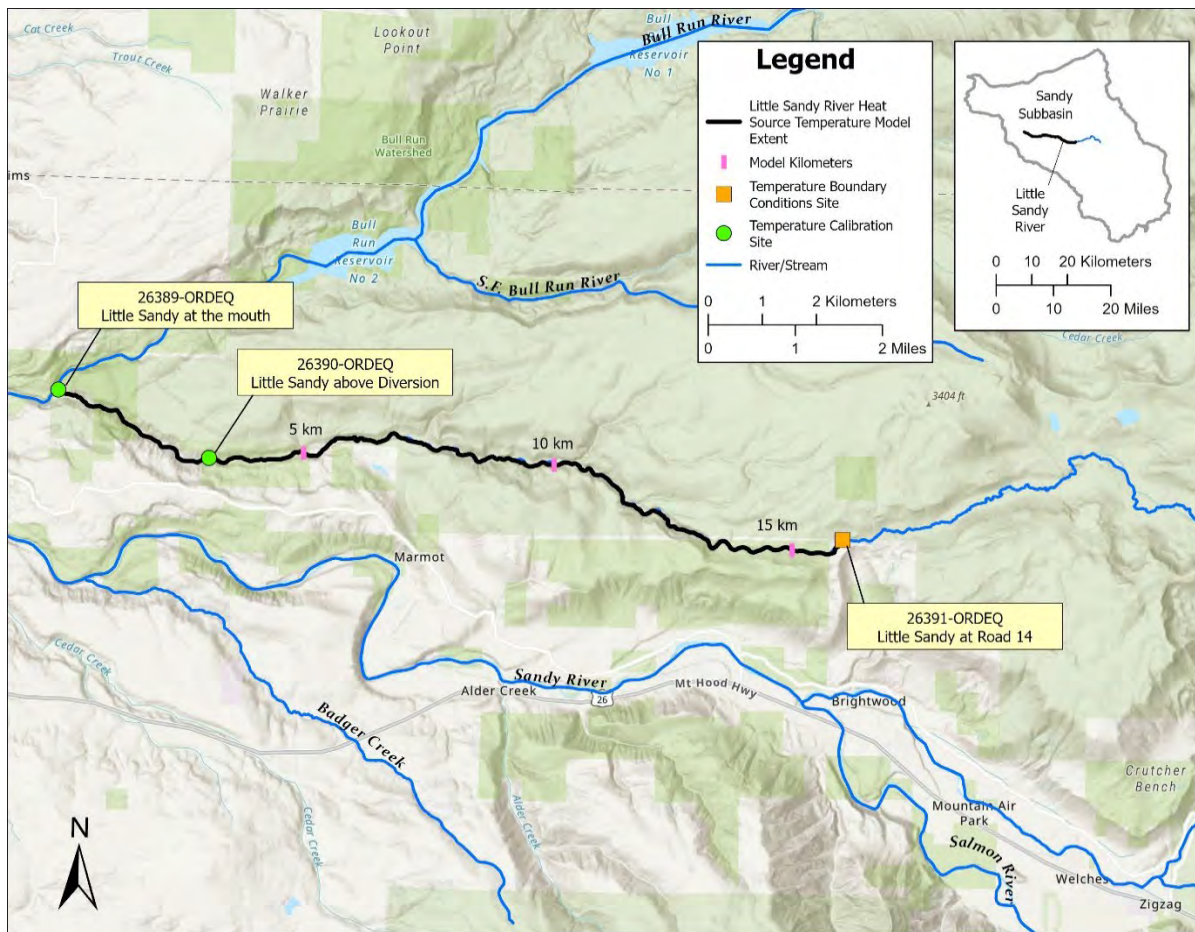 Cat Creek
Trout Creek
Lookout
Point
Walker
Prairie
Bull Run
Watershed
ims
Bull
Run
Reservoir
No 1
Bull Run River
Bull
Run
Reservoir
No 2
S.F. Bull Run River
Legend
Little Sandy River Heat
Source Temperature Model
Extent
Model Kilometers
Temperature Boundary
Conditions Site
Temperature Calibration
Site
River/Stream
0 1 2 Kilometers
0 1 2 Miles
Sandy
Subbasin
Little
Sandy
River
0 10 20 Kilometers
0 10 20 Miles
Cedar Creek
3404 ft
26389-ORDEQ
Little Sandy at the mouth
26390-ORDEQ
Little Sandy above Diversion
5 km
10 km
15 km
26391-ORDEQ
Little Sandy at Road 14
Marmot
Sandy River
Alder Creek
26
Mt Hood Hwy
Brightwood
Badger Creek
Cedar Creek
Cedar Creek
Alder Creek
Crutcher
Bench
Mountain Air
Park
Salmon River
Welches
Zigzag
N